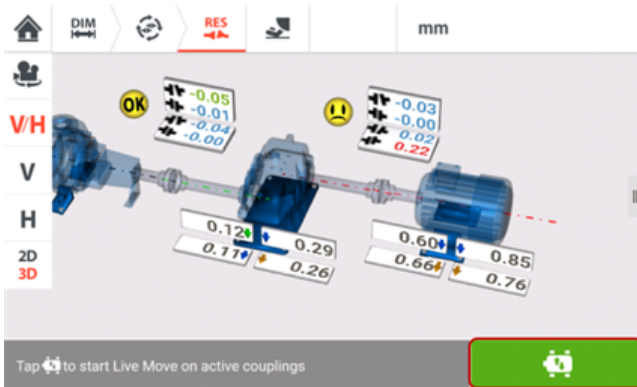 DIM
RES
mm
V/H
V
H
2D
3D
OK
-0.05
-0.01
-0.04
-0.00
-0.03
-0.00
0.02
0.22
0.12
0.29
0.11
0.26
0.60
0.85
0.66
0.76
Tap to start Live Move on active couplings